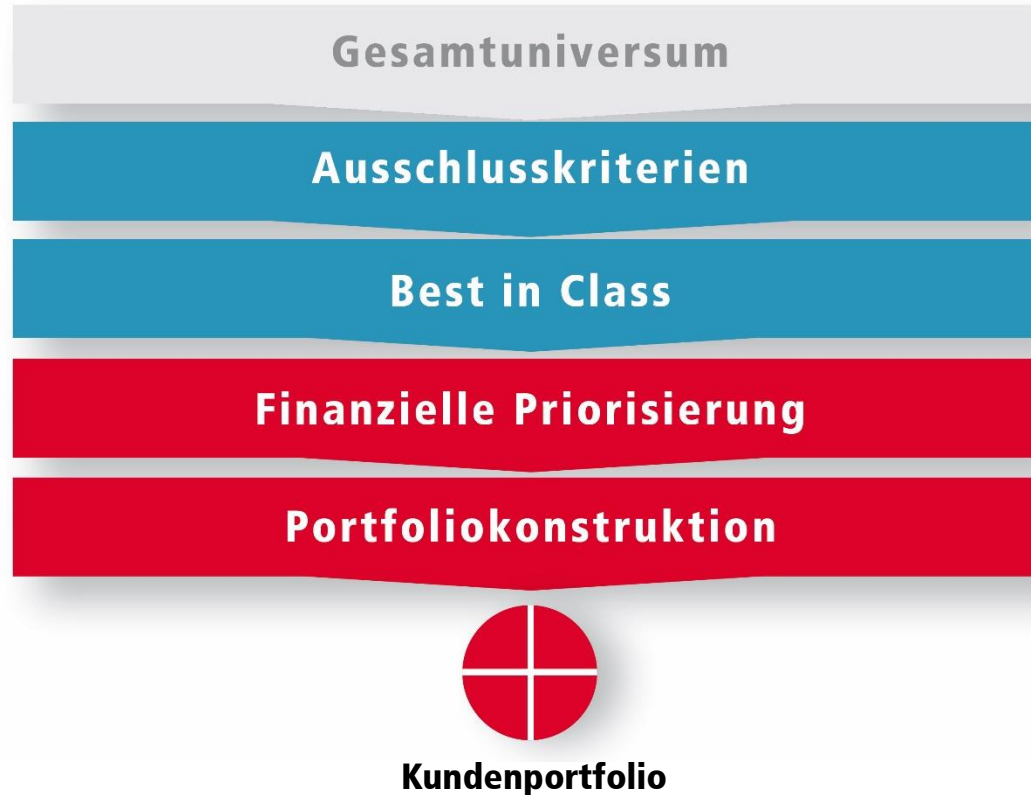 Gesamtuniversum
Ausschlusskriterien
Best in Class
Finanzielle Priorisierung
Portfoliokonstruktion
Kundenportfolio